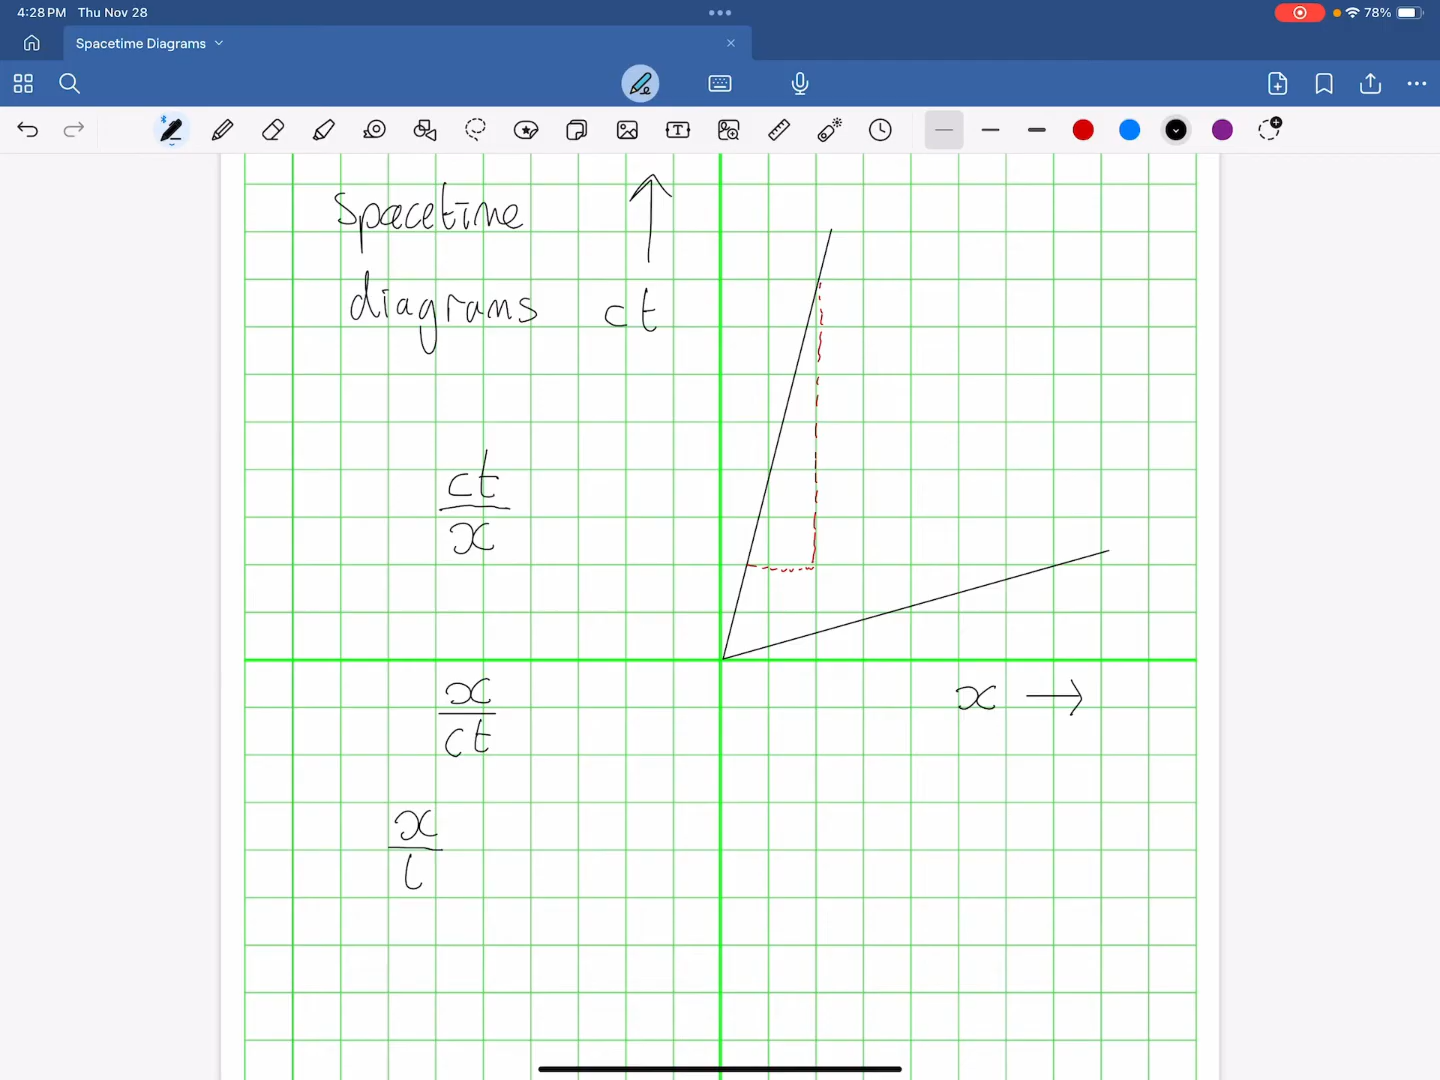 4:28 PM Thu Nov 28
78%
Spacetime Diagrams
Spacetime
diagrams
ct
ct
x
x
ct
x
x